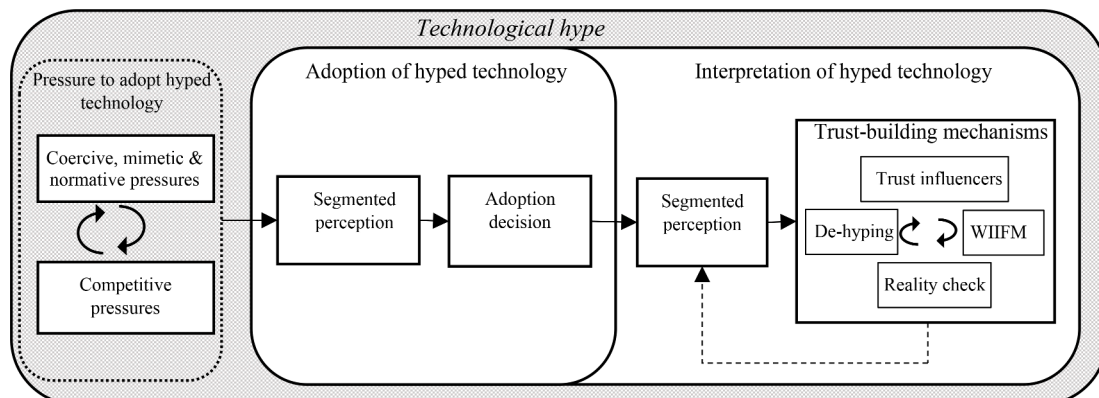 Technological hype
Pressure to adopt hyped
technology
Coercive, mimetic &
normative pressures
Competitive
pressures
Adoption of hyped technology
Segmented
perception
Adoption
decision
Interpretation of hyped technology
Segmented
perception
Trust-building mechanisms
Trust influencers
De-hyping
WIIFM
Reality check